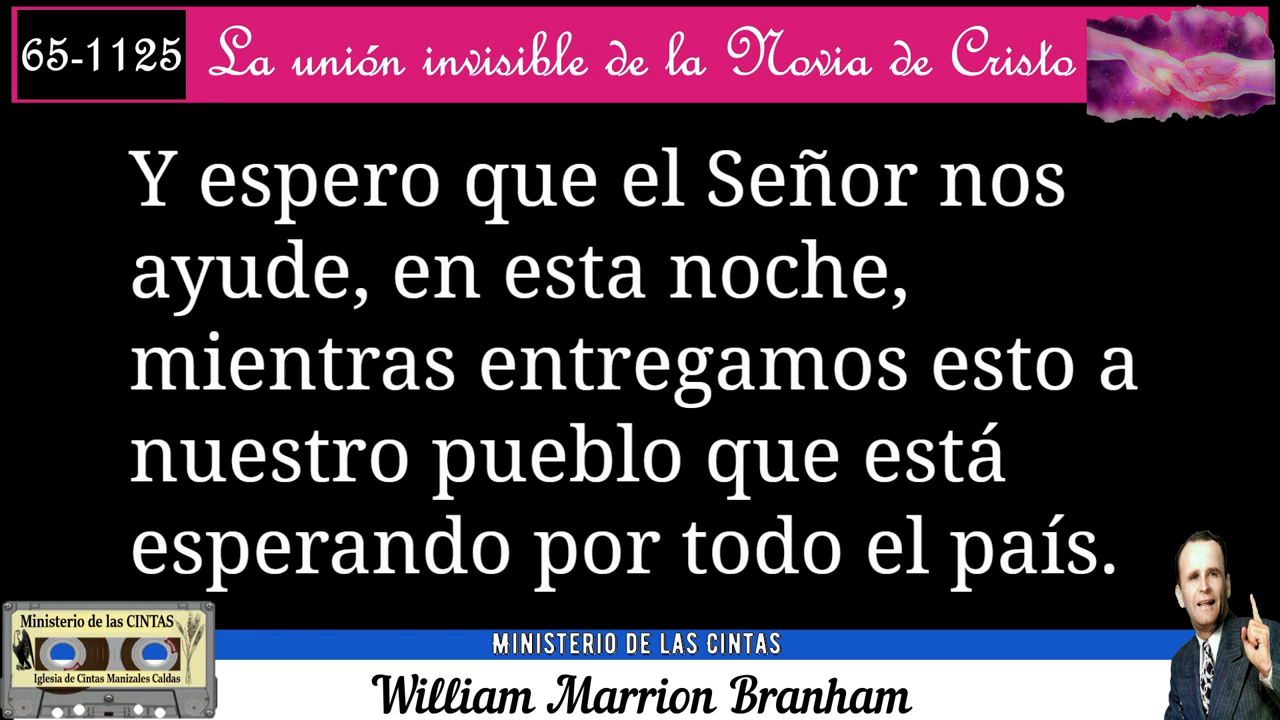 65-1125 La unión invisible de la Novia de Cristo
Y espero que el Señor nos
ayude, en esta noche,
mientras entregamos esto a
nuestro pueblo que está
esperando por todo el país.
Ministerio de las CINTAS
Iglesia de Cintas Manizales Caldas
MINISTERIO DE LAS CINTAS
William Marrion Branham